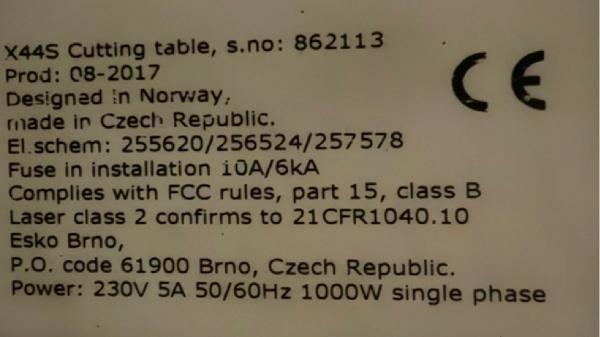 X44S Cutting table, s.no: 862113
Prod: 08-2017
Designed in Norway,
made in Czech Republic.
El.schem: 255620/256524/257578
Fuse in installation 10A/6kA
Complies with FCC rules, part 15, class B
Laser class 2 confirms to 21CFR1040.10
Esko Brno,
P.O. code 61900 Brno, Czech Republic.
Power: 230V 5A 50/60Hz 1000W single phase
CE